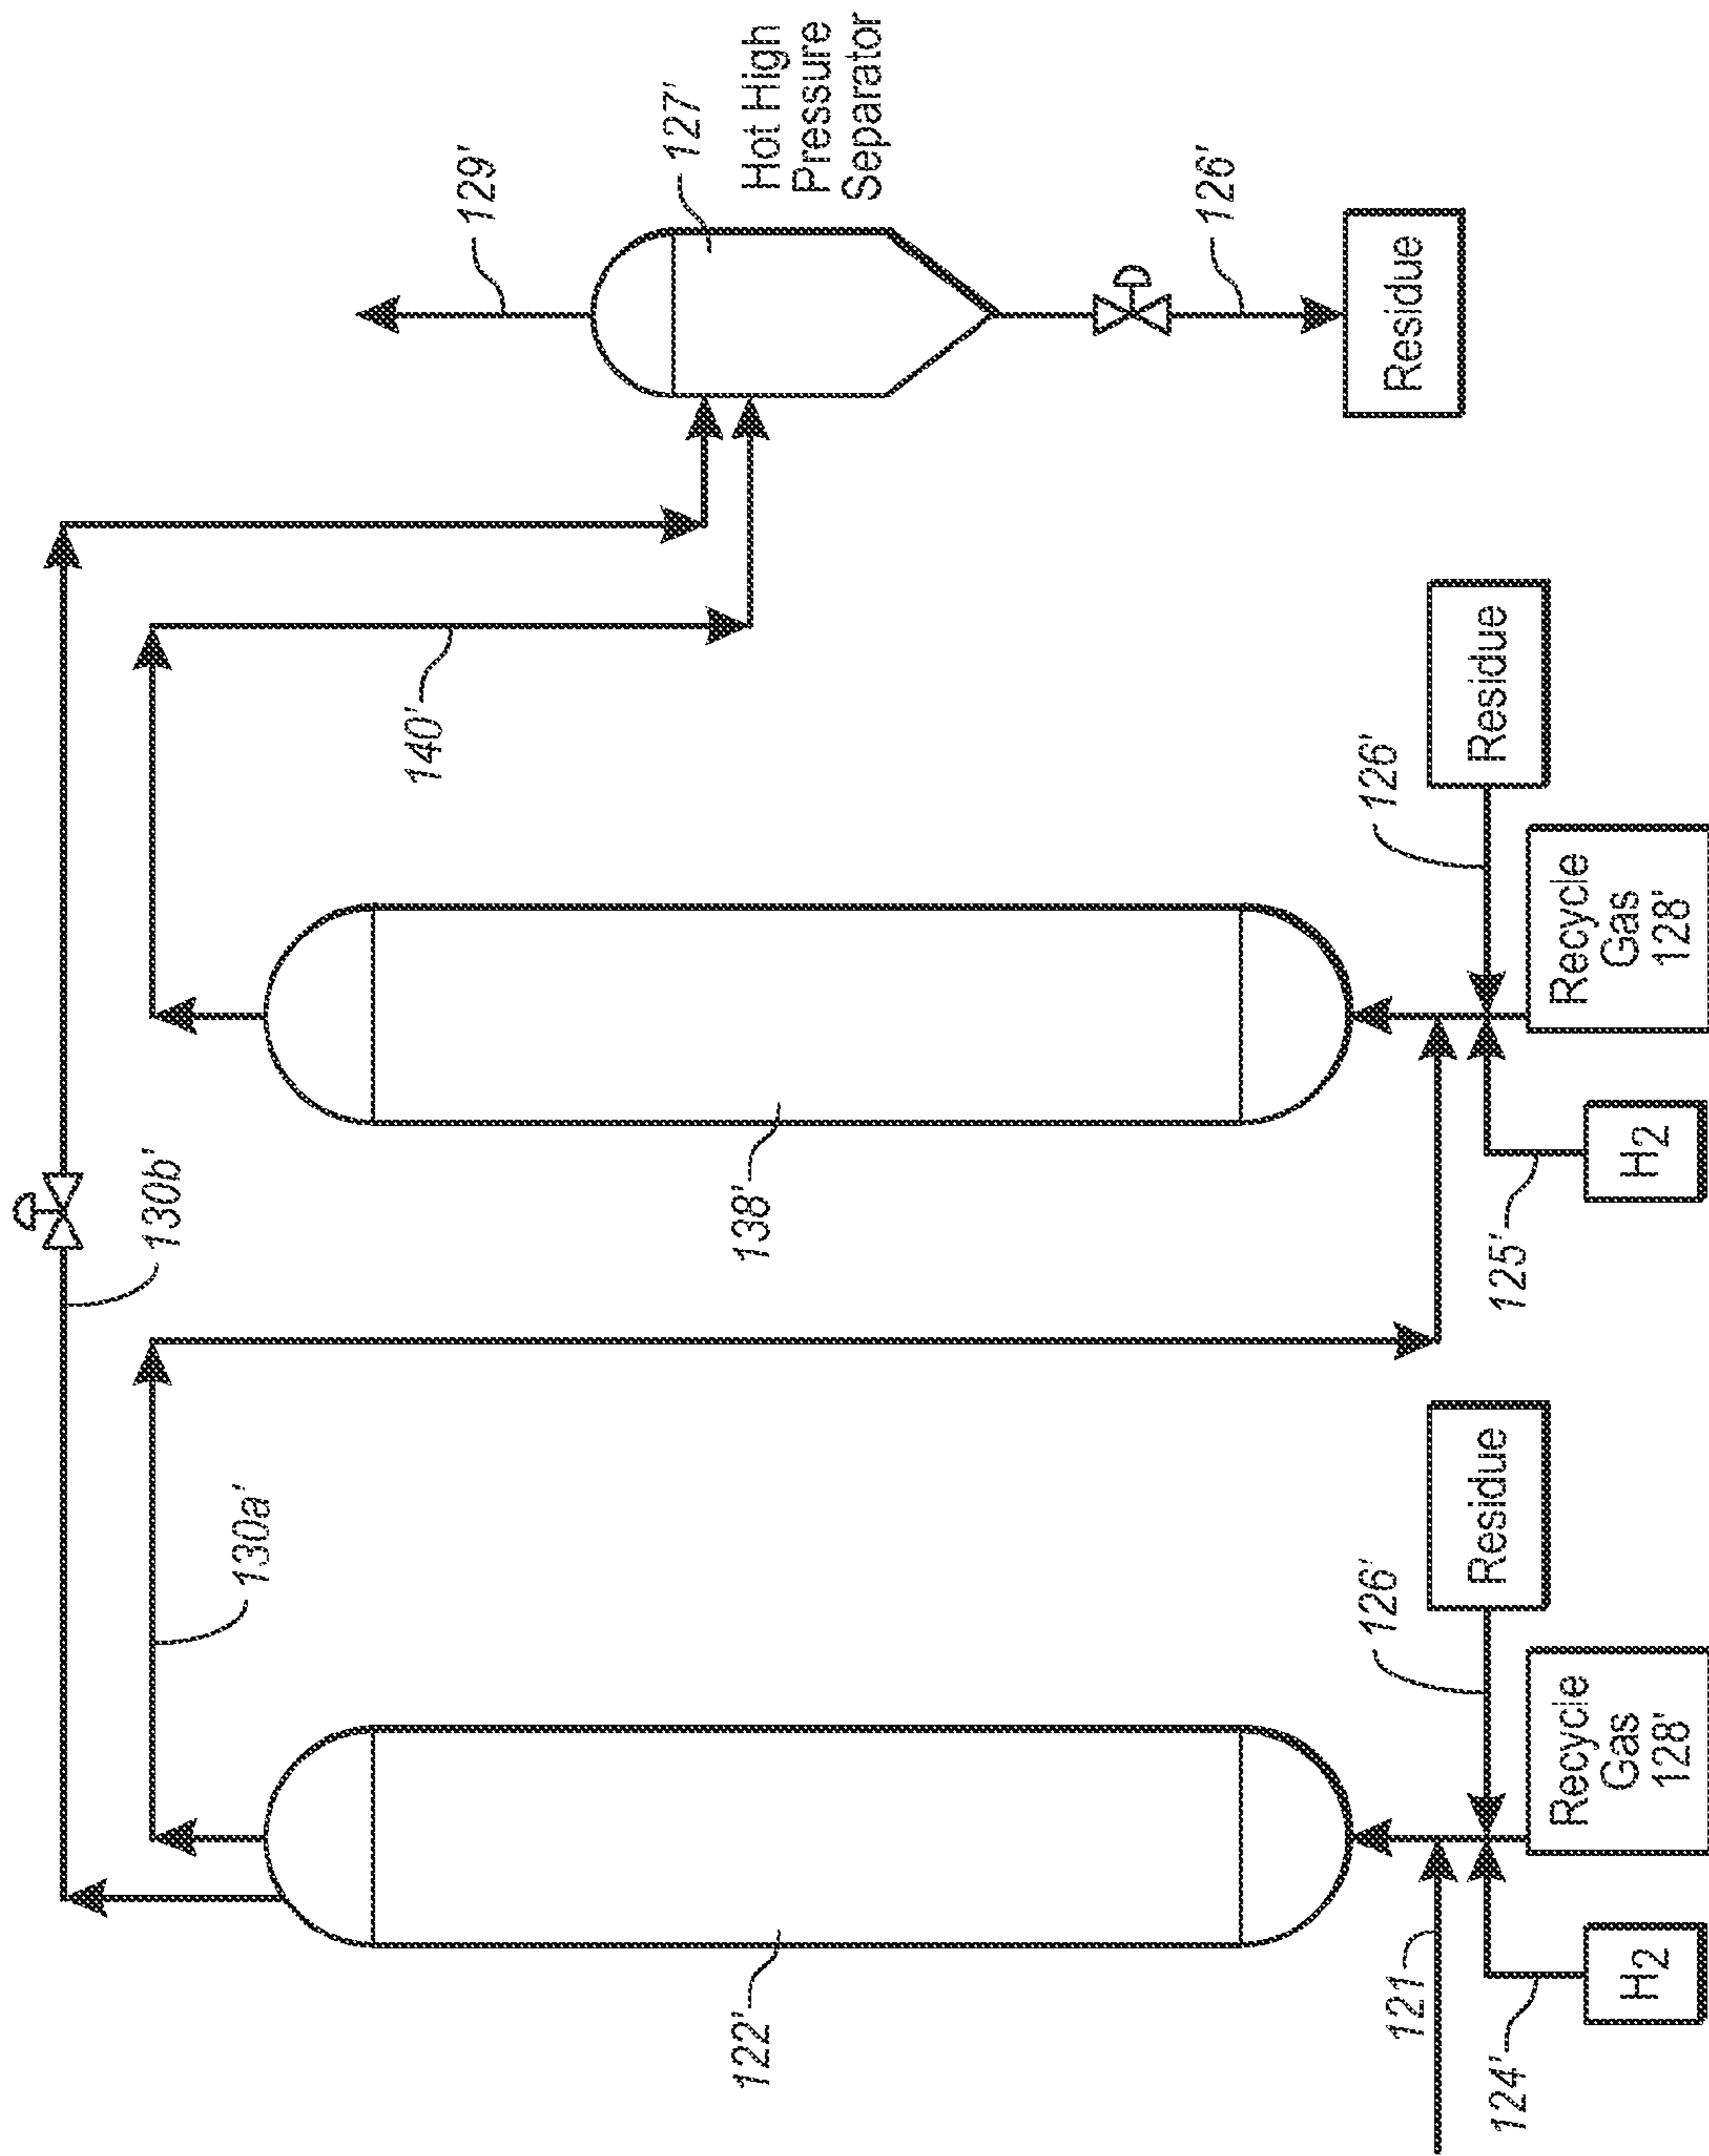 130b'
130a'
129'
127'
Hot High
Pressure
Separator
140'
122'
138'
126'
Residue
121
126'
Residue
126'
Residue
124'
H2
Recycle
Gas
128'
125'
H2
Recycle
Gas
128'